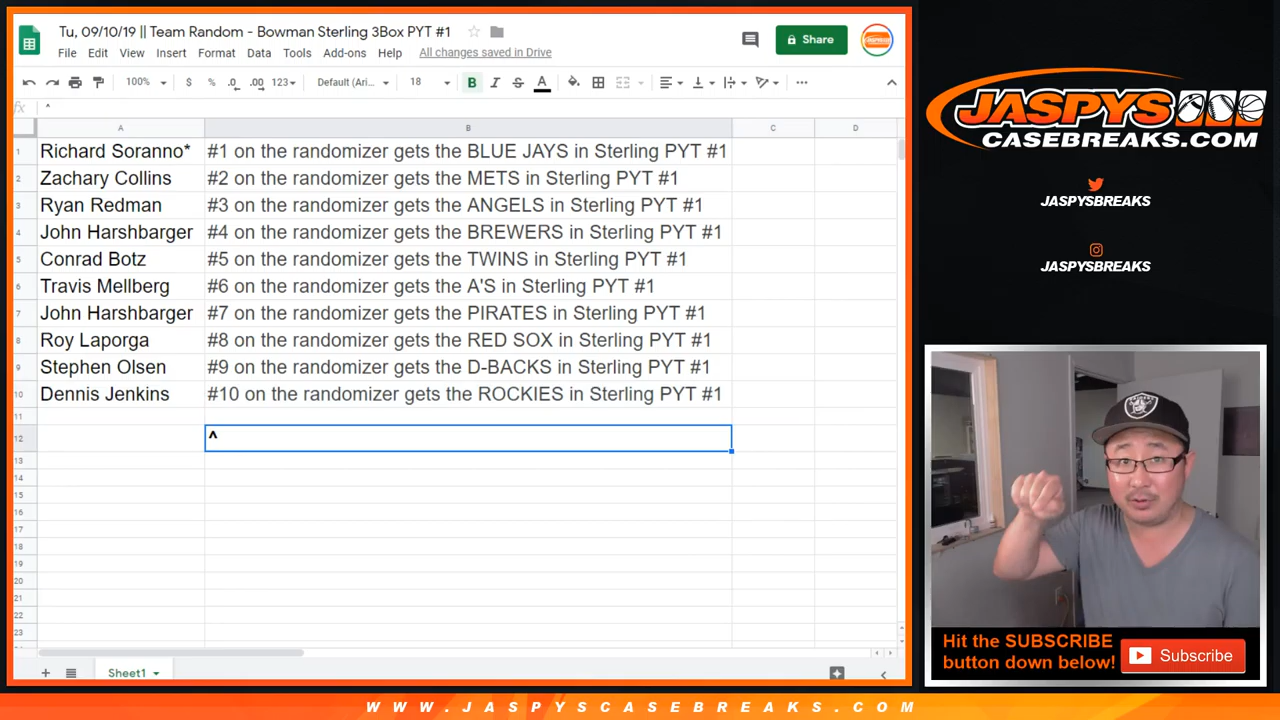 Tu, 09/10/19 || Team Random - Bowman Sterling 3Box PYT #1
File Edit View Insert Format Data Tools Add-ons Help All changes saved in Drive
Share
100% $ % .0 .00 123 Default (Ari... 18 B I S A ...
fx ^
A B C D
1 Richard Soranno* #1 on the randomizer gets the BLUE JAYS in Sterling PYT #1
2 Zachary Collins #2 on the randomizer gets the METS in Sterling PYT #1
3 Ryan Redman #3 on the randomizer gets the ANGELS in Sterling PYT #1
4 John Harshbarger #4 on the randomizer gets the BREWERS in Sterling PYT #1
5 Conrad Botz #5 on the randomizer gets the TWINS in Sterling PYT #1
6 Travis Mellberg #6 on the randomizer gets the A'S in Sterling PYT #1
7 John Harshbarger #7 on the randomizer gets the PIRATES in Sterling PYT #1
8 Roy Laporga #8 on the randomizer gets the RED SOX in Sterling PYT #1
9 Stephen Olsen #9 on the randomizer gets the D-BACKS in Sterling PYT #1
10 Dennis Jenkins #10 on the randomizer gets the ROCKIES in Sterling PYT #1
11
12 ^
13
14
15
16
17
18
19
20
21
22
23
Sheet1
JASPYS
CASEBREAKS.COM
JASPYSBREAKS
JASPYSBREAKS
Hit the SUBSCRIBE
button down below!
Subscribe
WWW.JASPYSCASEBREAKS.COM